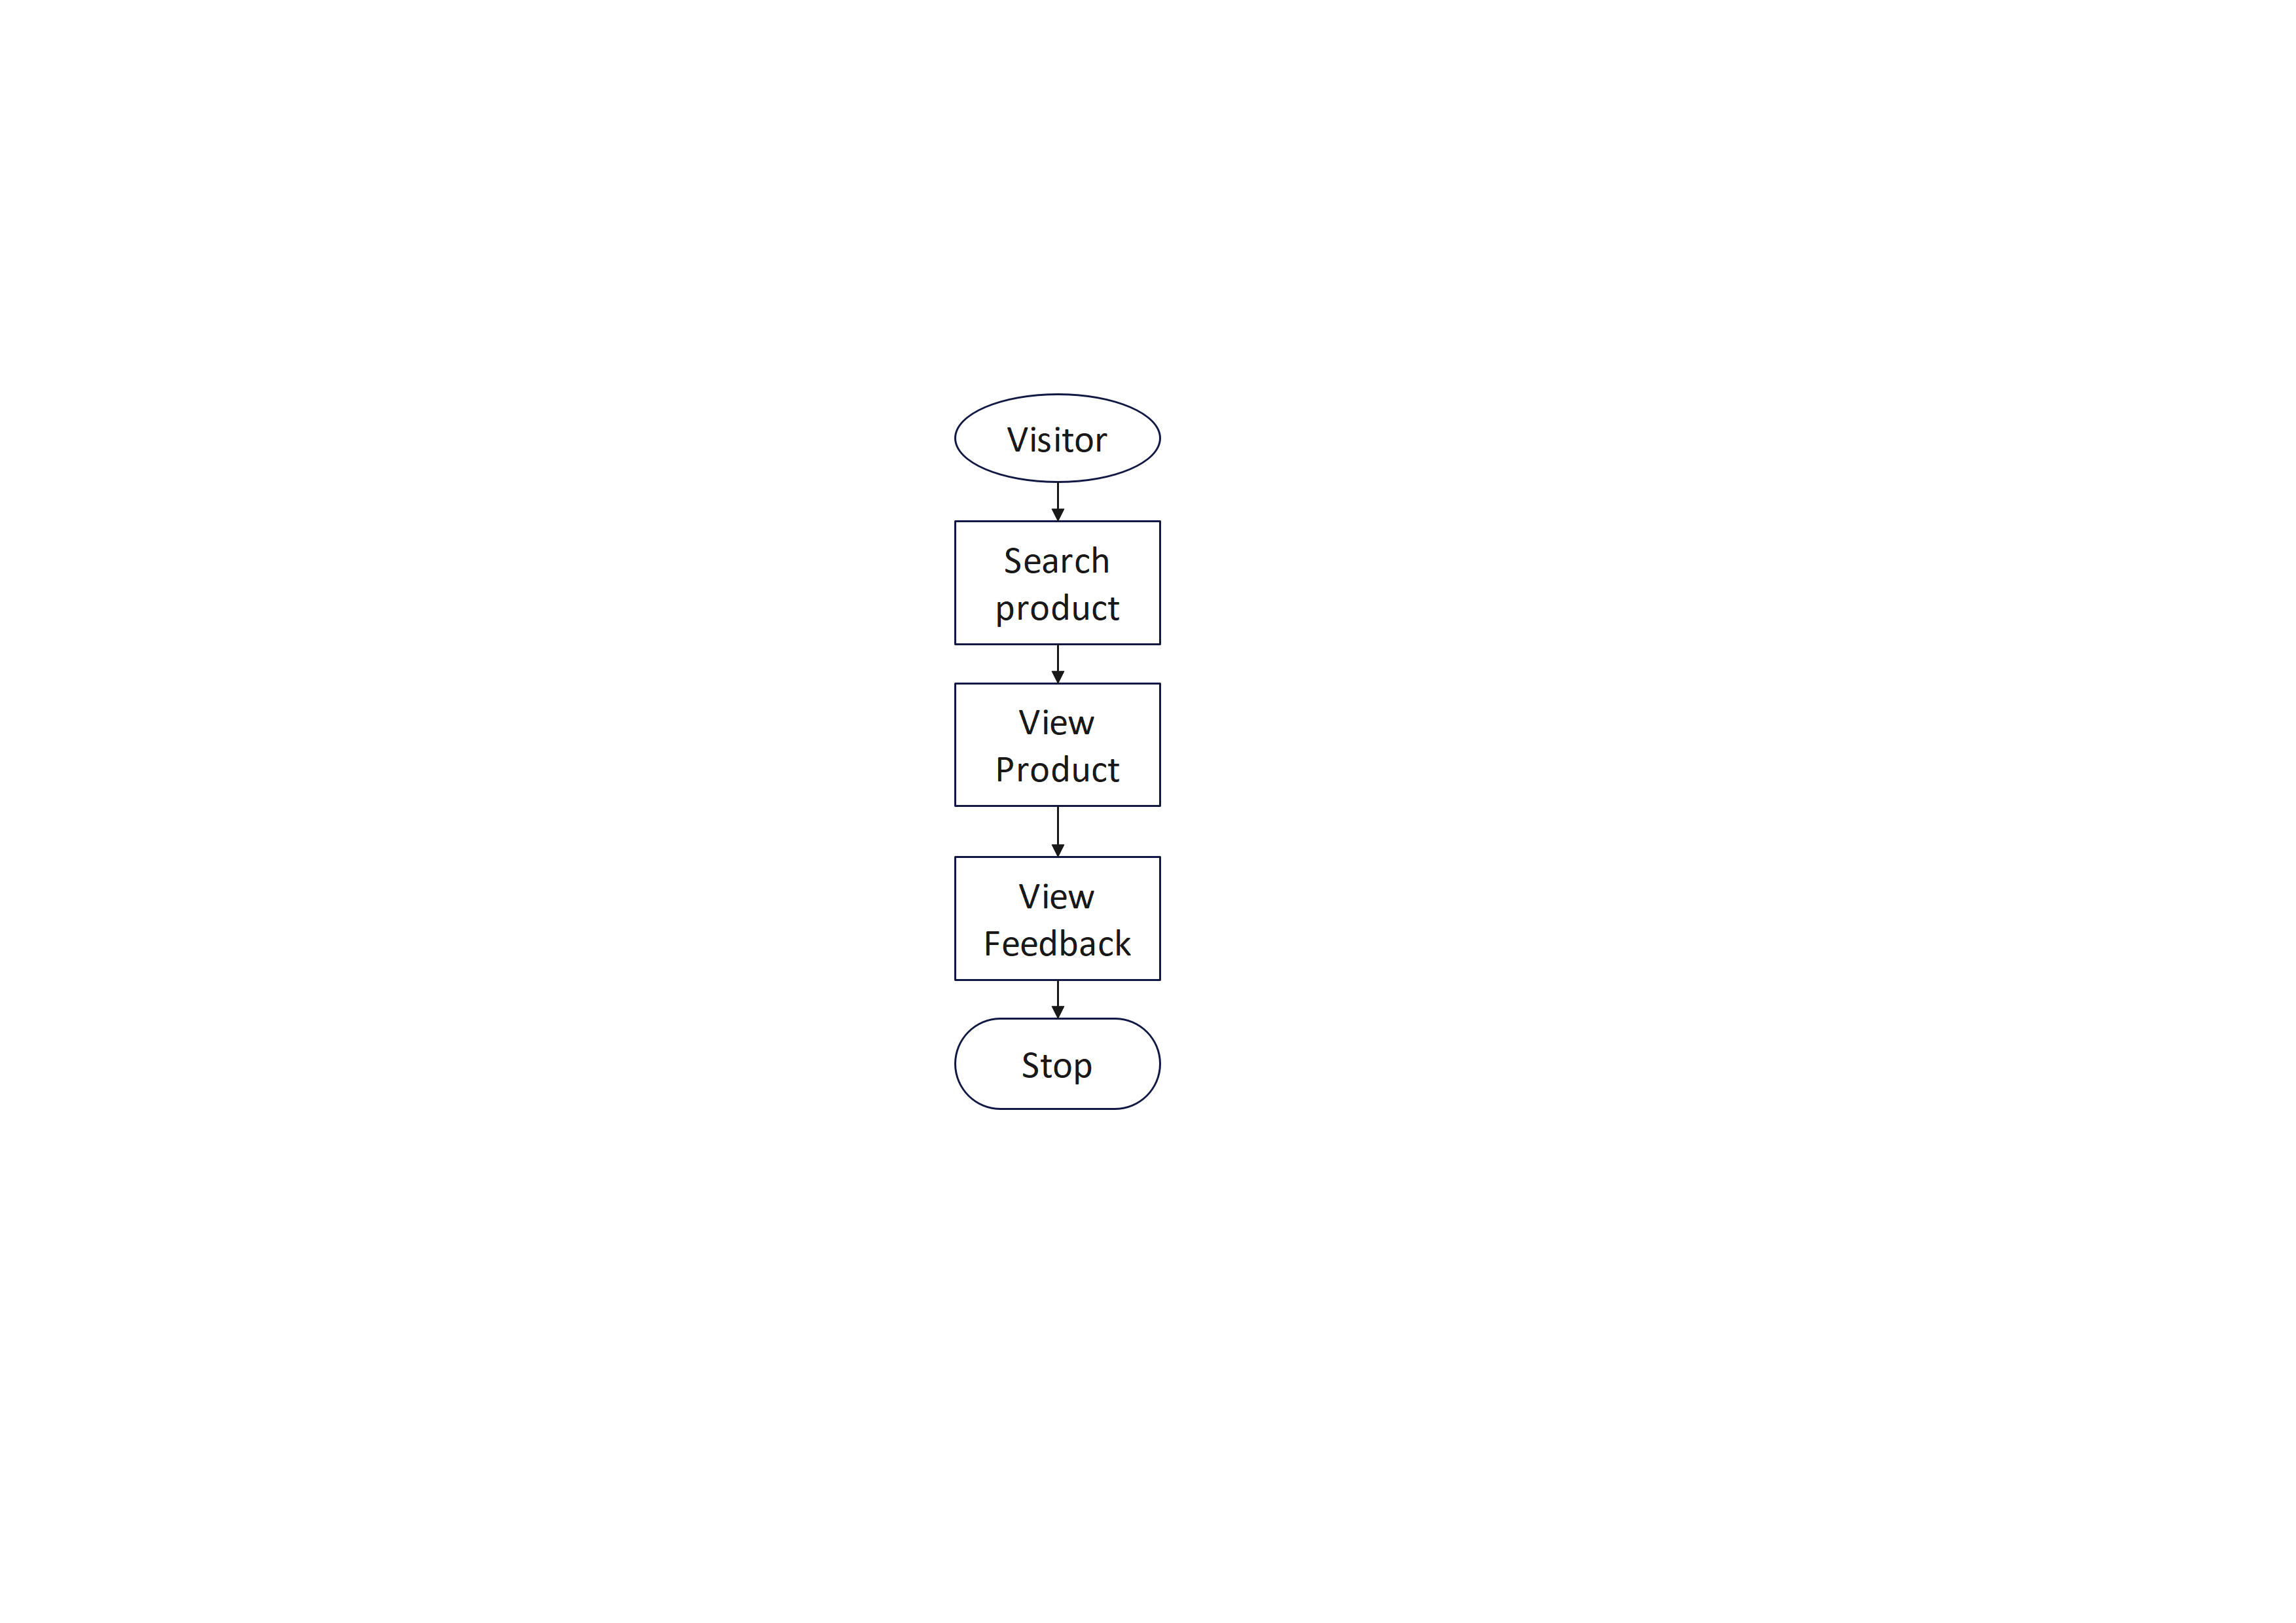 Visitor
Search
product
View
Product
View
Feedback
Stop